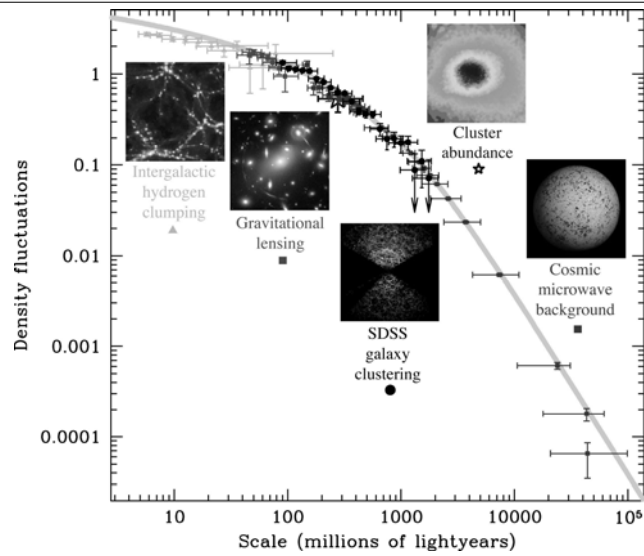 Density fluctuations
1
0.1
0.01
0.001
0.0001
Intergalactic
hydrogen
clumping
Gravitational
lensing
SDSS
galaxy
clustering
Cluster
abundance
Cosmic
microwave
background
10 100 1000 10000 10⁵
Scale (millions of lightyears)